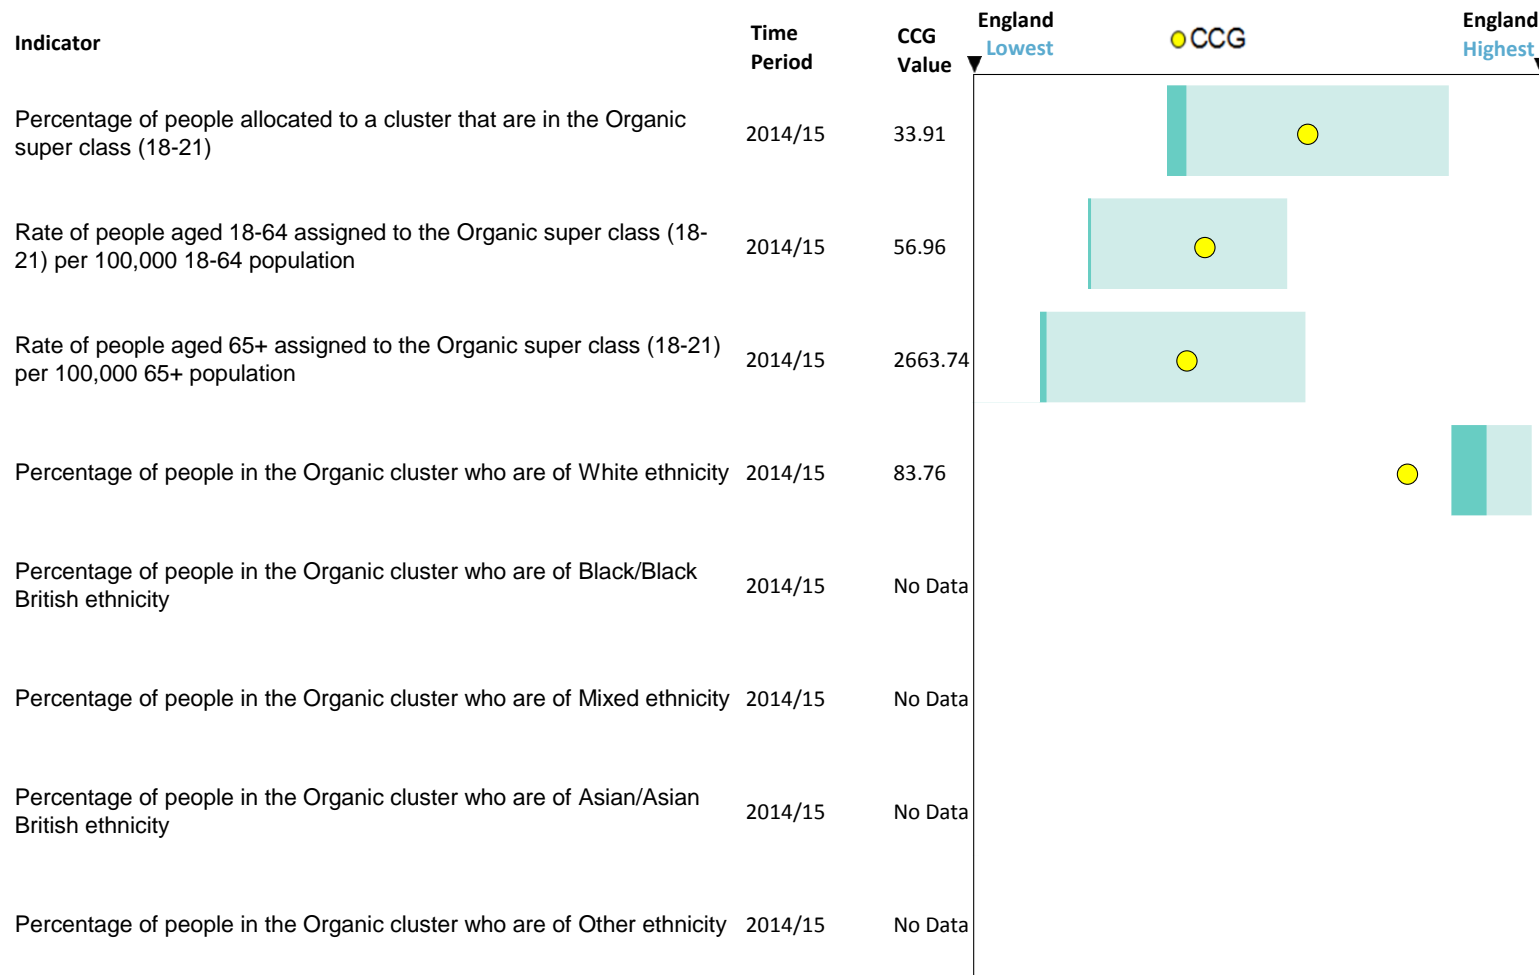 Indicator
Time Period
CCG Value
England Lowest
CCG
England Highest
Percentage of people allocated to a cluster that are in the Organic
super class (18-21)
2014/15
33.91
Rate of people aged 18-64 assigned to the Organic super class (18-
21) per 100,000 18-64 population
2014/15
56.96
Rate of people aged 65+ assigned to the Organic super class (18-21)
per 100,000 65+ population
2014/15
2663.74
Percentage of people in the Organic cluster who are of White ethnicity
2014/15
83.76
Percentage of people in the Organic cluster who are of Black/Black
British ethnicity
2014/15
No Data
Percentage of people in the Organic cluster who are of Mixed ethnicity
2014/15
No Data
Percentage of people in the Organic cluster who are of Asian/Asian
British ethnicity
2014/15
No Data
Percentage of people in the Organic cluster who are of Other ethnicity
2014/15
No Data